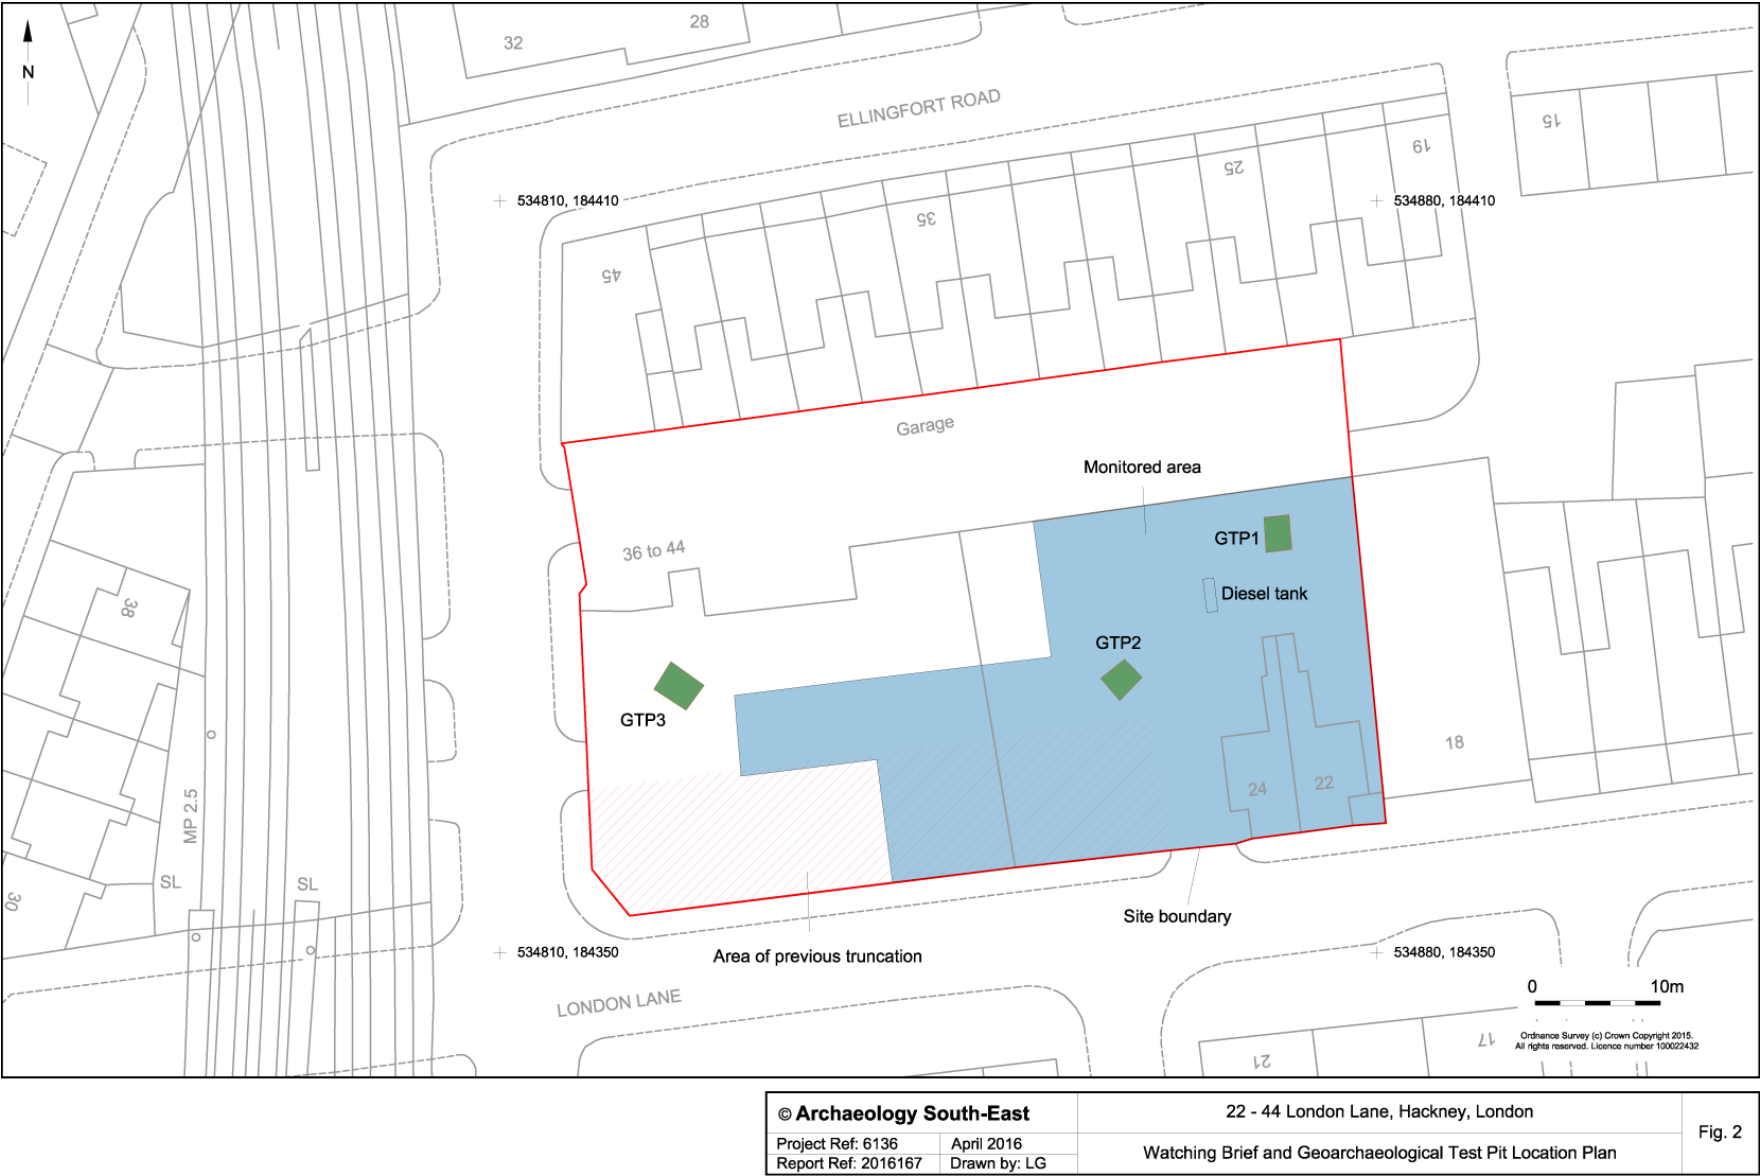 N
32
28
ELLINGFORT ROAD
15
19
25
534810, 184410
534880, 184410
35
45
Garage
Monitored area
GTP1
36 to 44
Diesel tank
38
GTP2
GTP3
18
24
22
MP 2.5
SL
SL
30
Site boundary
534810, 184350
Area of previous truncation
534880, 184350
LONDON LANE
0 10m
17
21
Ordnance Survey (c) Crown Copyright 2015.
All rights reserved. Licence number 100022432
© Archaeology South-East
Project Ref: 6136
April 2016
Report Ref: 2016167
Drawn by: LG
22 - 44 London Lane, Hackney, London
Watching Brief and Geoarchaeological Test Pit Location Plan
Fig. 2